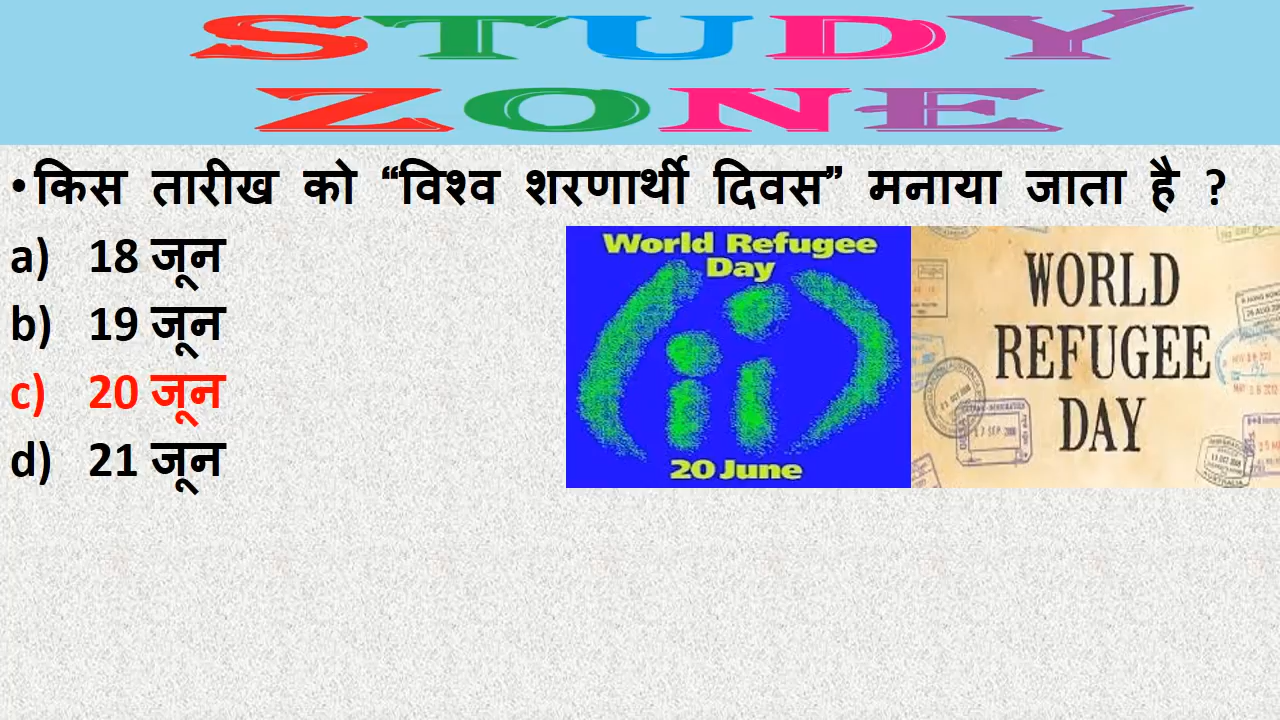 STUDY
ZONE
•किस तारीख को “विश्व शरणार्थी दिवस” मनाया जाता है ?
a) 18 जून
b) 19 जून
c) 20 जून
d) 21 जून
World Refugee
Day
20 June
WORLD
REFUGEE
DAY